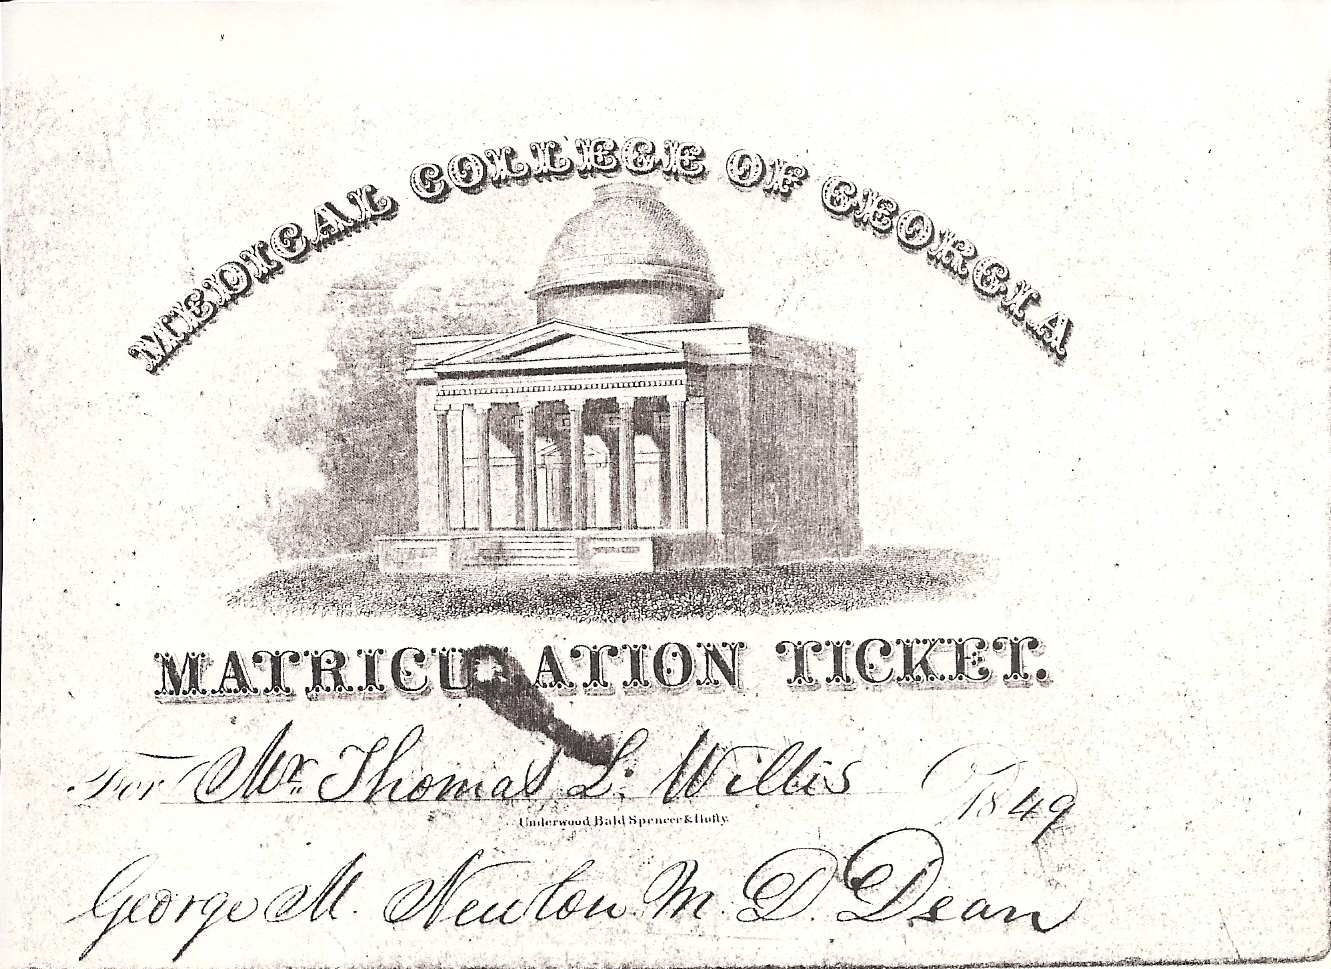 MEDICAL COLLEGE OF GEORGIA
MATRICULATION TICKET.
For Mr. Thomas L. Willis 1849
Underwood, Bald, Spencer & Hufty.
George M. Newton M. D. Dean